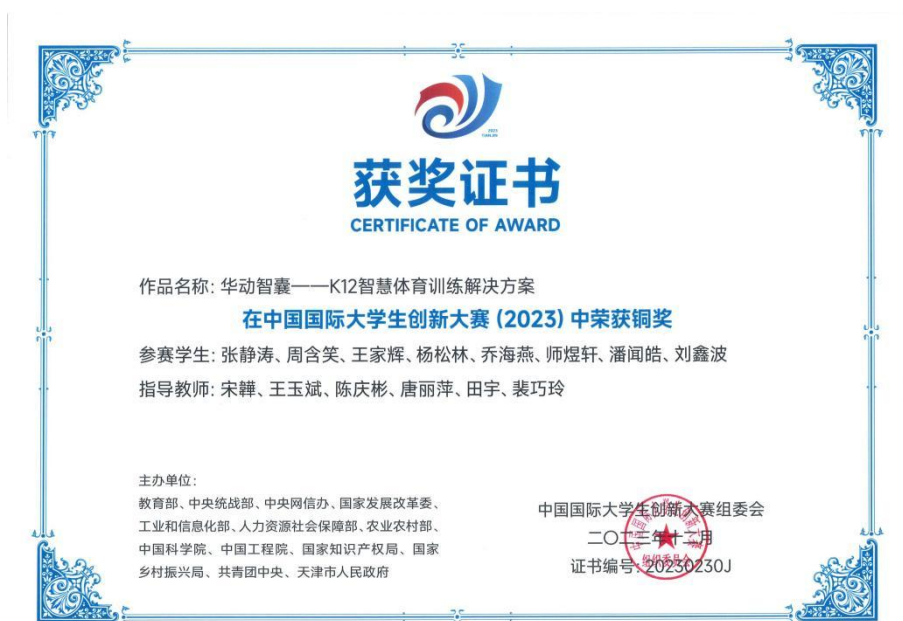 2023
TIANJIN
获奖证书
CERTIFICATE OF AWARD
作品名称: 华动智囊——K12智慧体育训练解决方案
在中国国际大学生创新大赛 (2023) 中荣获铜奖
参赛学生: 张静涛、周含笑、王家辉、杨松林、乔海燕、师煜轩、潘闻皓、刘鑫波
指导教师: 宋韡、王玉斌、陈庆彬、唐丽萍、田宇、裴巧玲
主办单位:
教育部、中央统战部、中央网信办、国家发展改革委、
工业和信息化部、人力资源社会保障部、农业农村部、
中国科学院、中国工程院、国家知识产权局、国家
乡村振兴局、共青团中央、天津市人民政府
中国国际大学生创新大赛组委会
二〇二三年十二月
证书编号: 20230230J
组织委员会